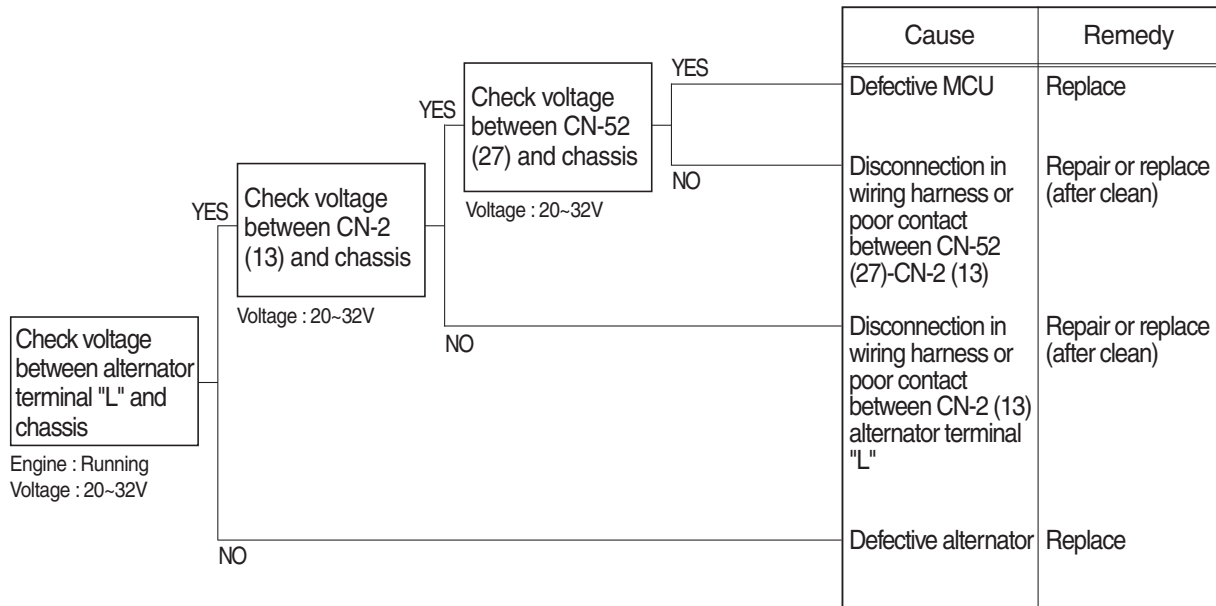 Cause
Remedy
YES
Defective MCU
Replace
Check voltage
between CN-52
(27) and chassis
YES
Voltage : 20~32V
NO
Disconnection in
wiring harness or
poor contact
between CN-52
(27)-CN-2 (13)
Repair or replace
(after clean)
Check voltage
between CN-2
(13) and chassis
YES
Voltage : 20~32V
NO
Disconnection in
wiring harness or
poor contact
between CN-2 (13)
alternator terminal
"L"
Repair or replace
(after clean)
Check voltage
between alternator
terminal "L" and
chassis
Engine : Running
Voltage : 20~32V
NO
Defective alternator
Replace